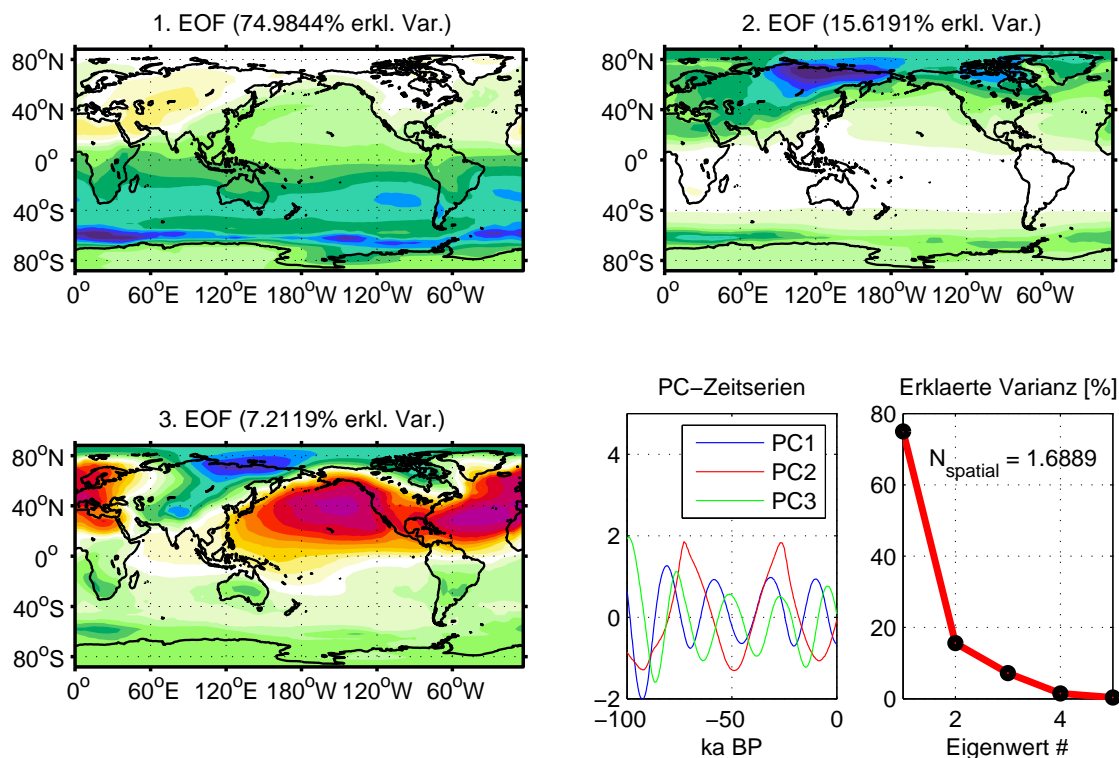 1. EOF (74.9844% erkl. Var.)
80°N
40°N
0°
40°S
80°S
0° 60°E 120°E 180°W 120°W 60°W
2. EOF (15.6191% erkl. Var.)
80°N
40°N
0°
40°S
80°S
0° 60°E 120°E 180°W 120°W 60°W
3. EOF (7.2119% erkl. Var.)
80°N
40°N
0°
40°S
80°S
0° 60°E 120°E 180°W 120°W 60°W
PC−Zeitserien
PC1
PC2
PC3
4
2
0
−2
−100 −50 0
ka BP
Erklaerte Varianz [%]
N_spatial = 1.6889
80
60
40
20
0
2 4
Eigenwert #